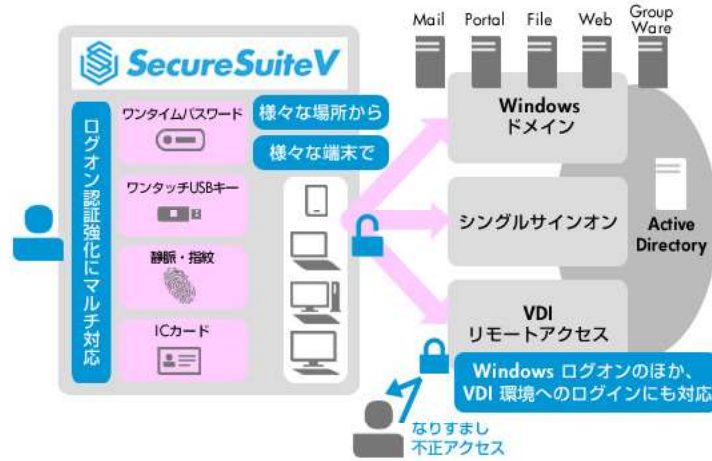 SecureSuiteV
ログオン認証強化にマルチ対応
ワンタイムパスワード
ワンタッチUSBキー
静脈・指紋
ICカード
様々な場所から
様々な端末で
Mail
Portal
File
Web
Group
Ware
Windows
ドメイン
シングルサインオン
VDI
リモートアクセス
Active
Directory
Windows ログオンのほか、
VDI 環境へのログインにも対応
なりすまし
不正アクセス